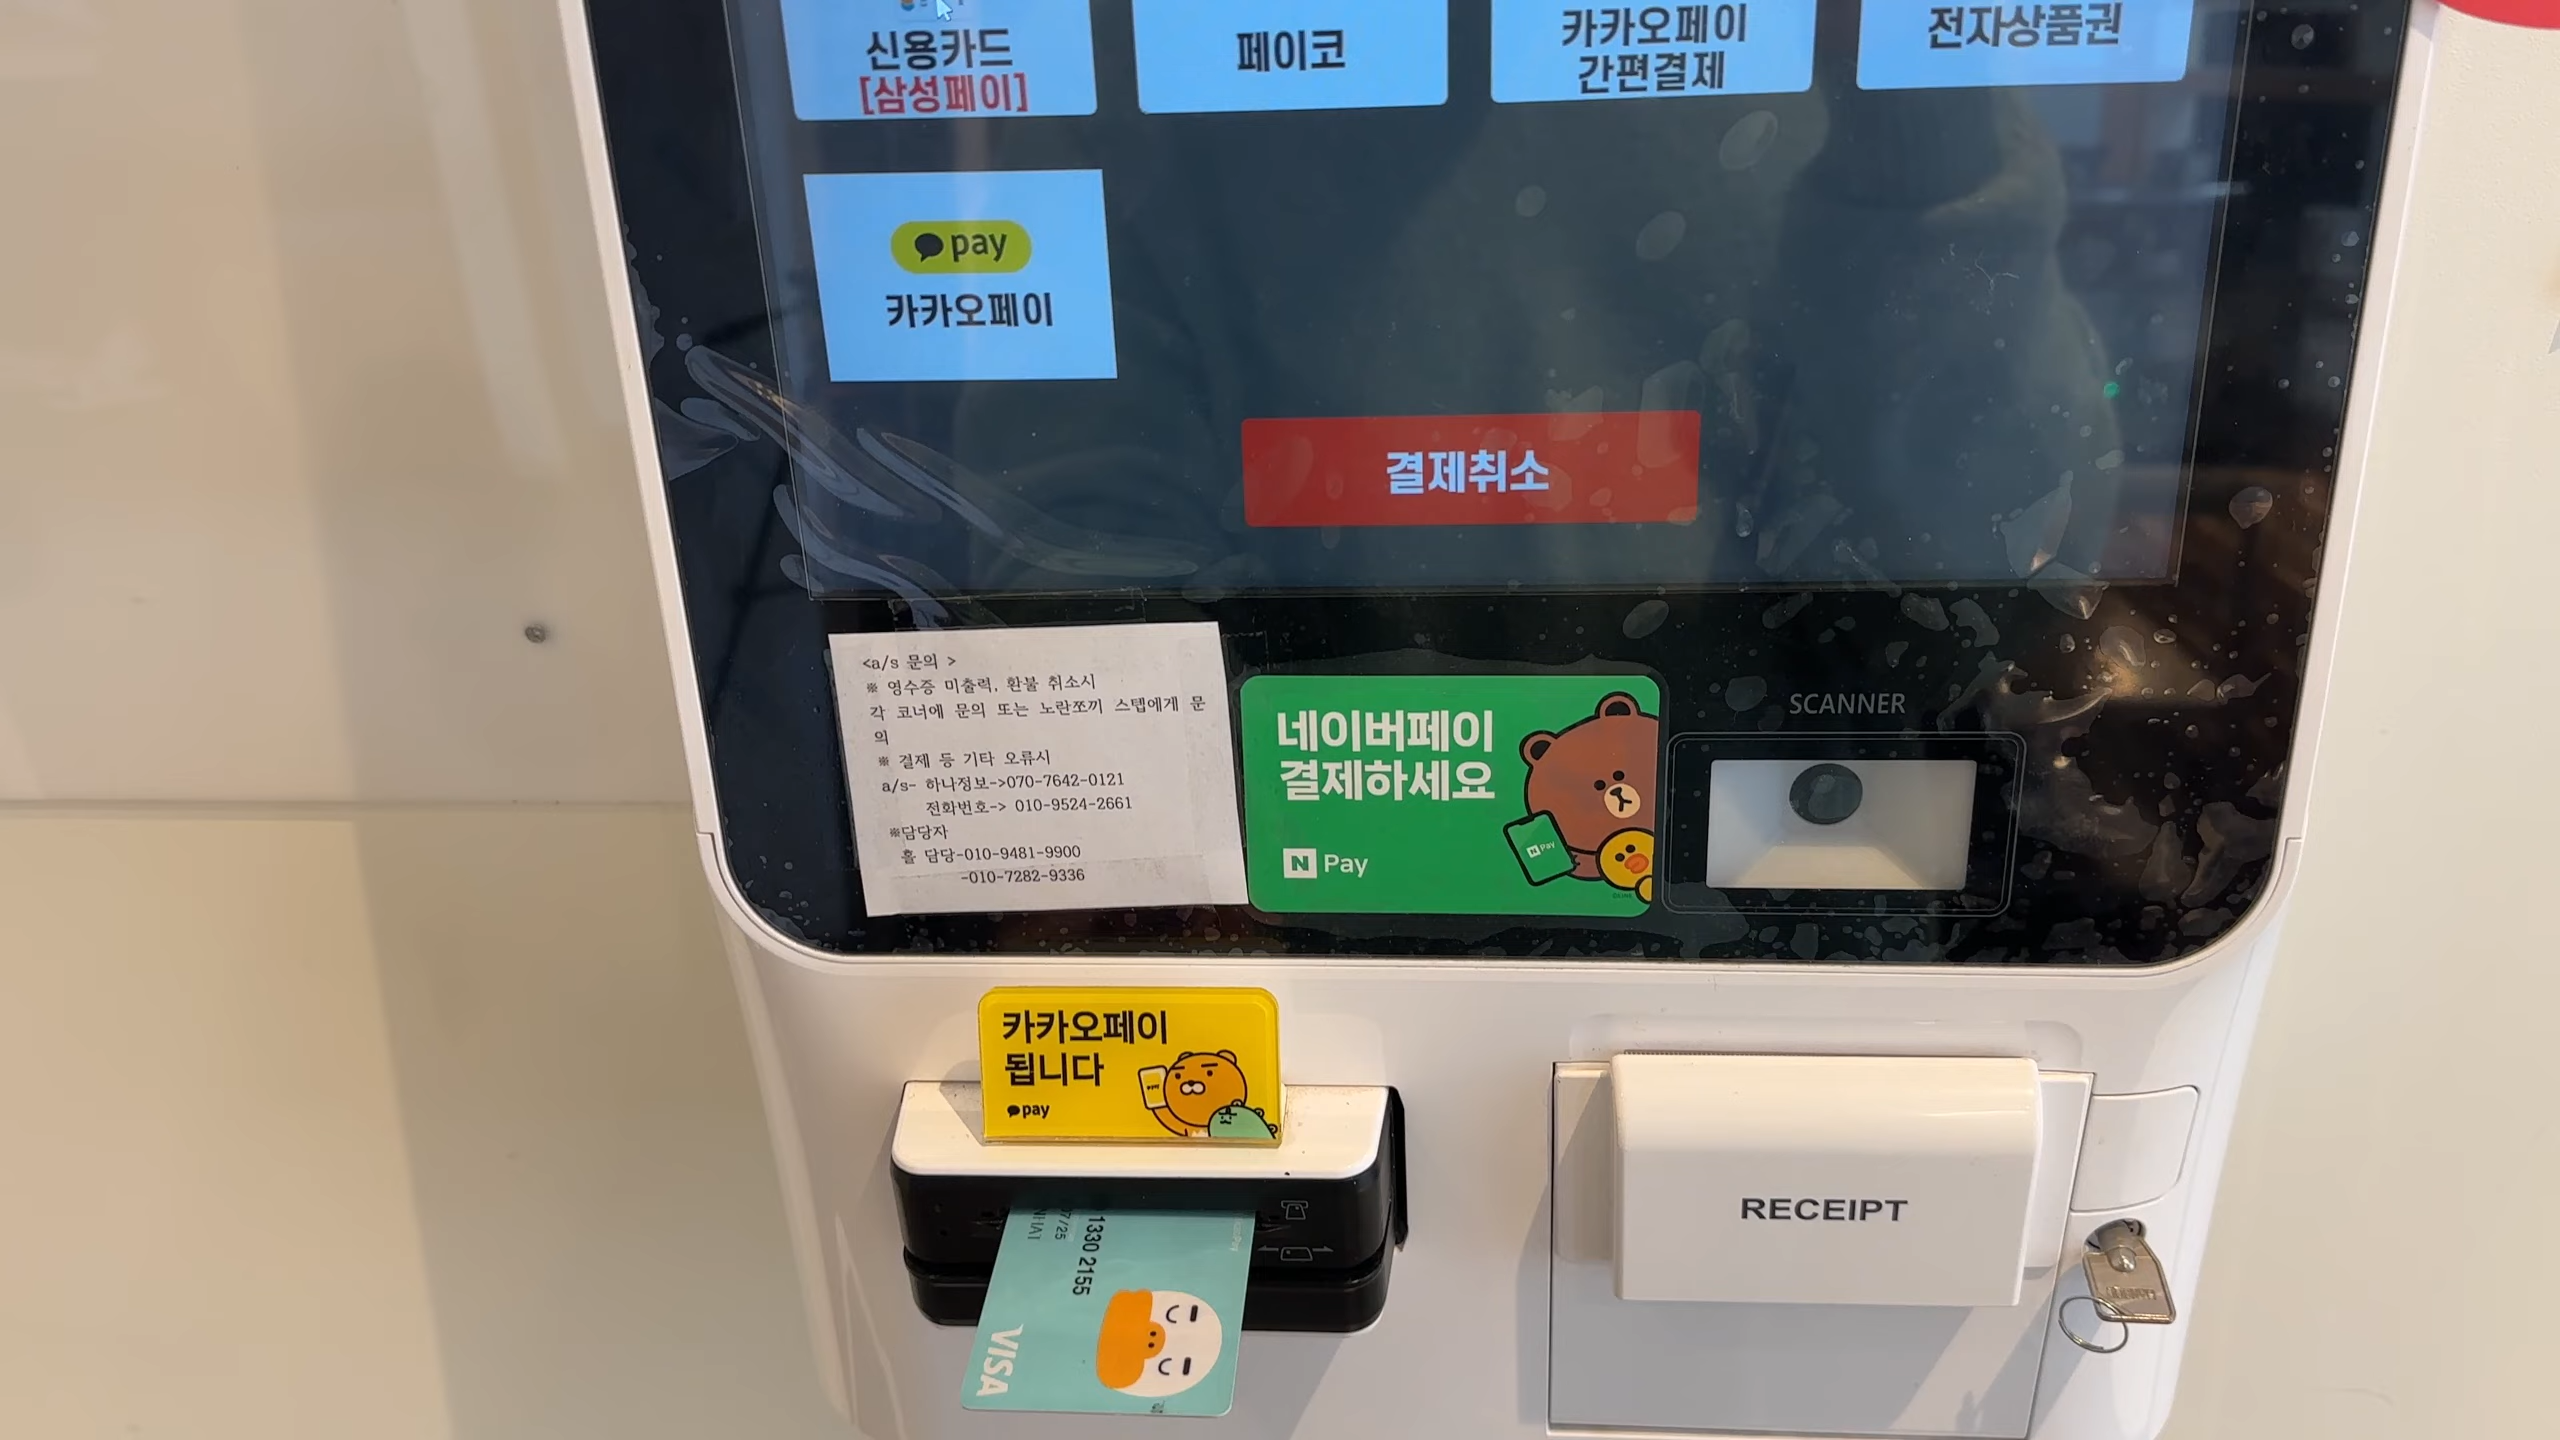 신용카드
[삼성페이]
페이코
카카오페이
간편결제
전자상품권
pay
카카오페이
결제취소
<a/s 문의 >
※ 영수증 미출력, 환불 취소시
각 코너에 문의 또는 노란쪼끼 스텝에게 문
의
※ 결제 등 기타 오류시
a/s- 하나정보->070-7642-0121
전화번호-> 010-9524-2661
※담당자
홀 담당-010-9481-9900
-010-7282-9336
네이버페이
결제하세요
N Pay
N Pay
SCANNER
카카오페이
됩니다
pay
RECEIPT
1330 2155
7/25
VISA